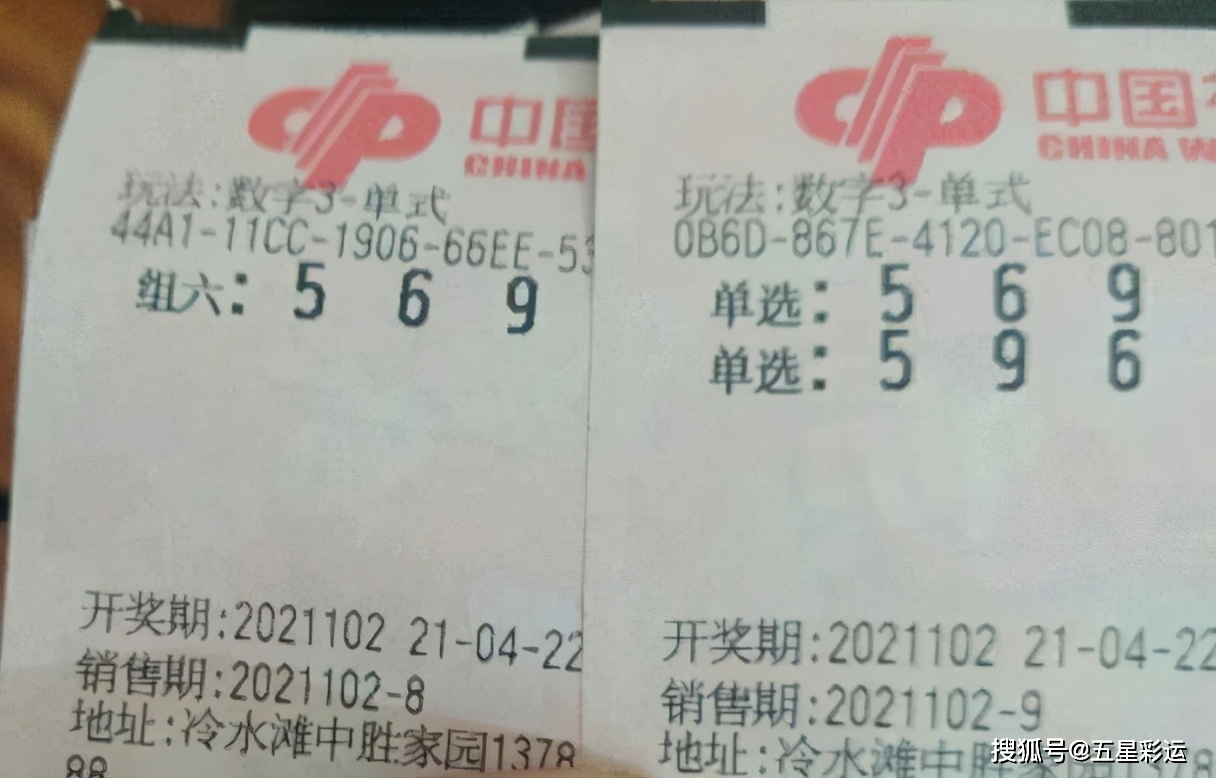 中国
CHINA
玩法:数字3-单式
44A1-11CC-1906-66EE-53
组六: 5 6 9
开奖期:2021102 21-04-22
销售期:2021102-8
地址:冷水滩中胜家园1378
88
中国
CHINA W
玩法:数字3-单式
0B6D-867E-4120-EC08-801
单选: 5 6 9
单选: 5 9 6
开奖期:2021102 21-04-22
销售期:2021102-9
地址:冷水滩中胜
搜狐号@五星彩运